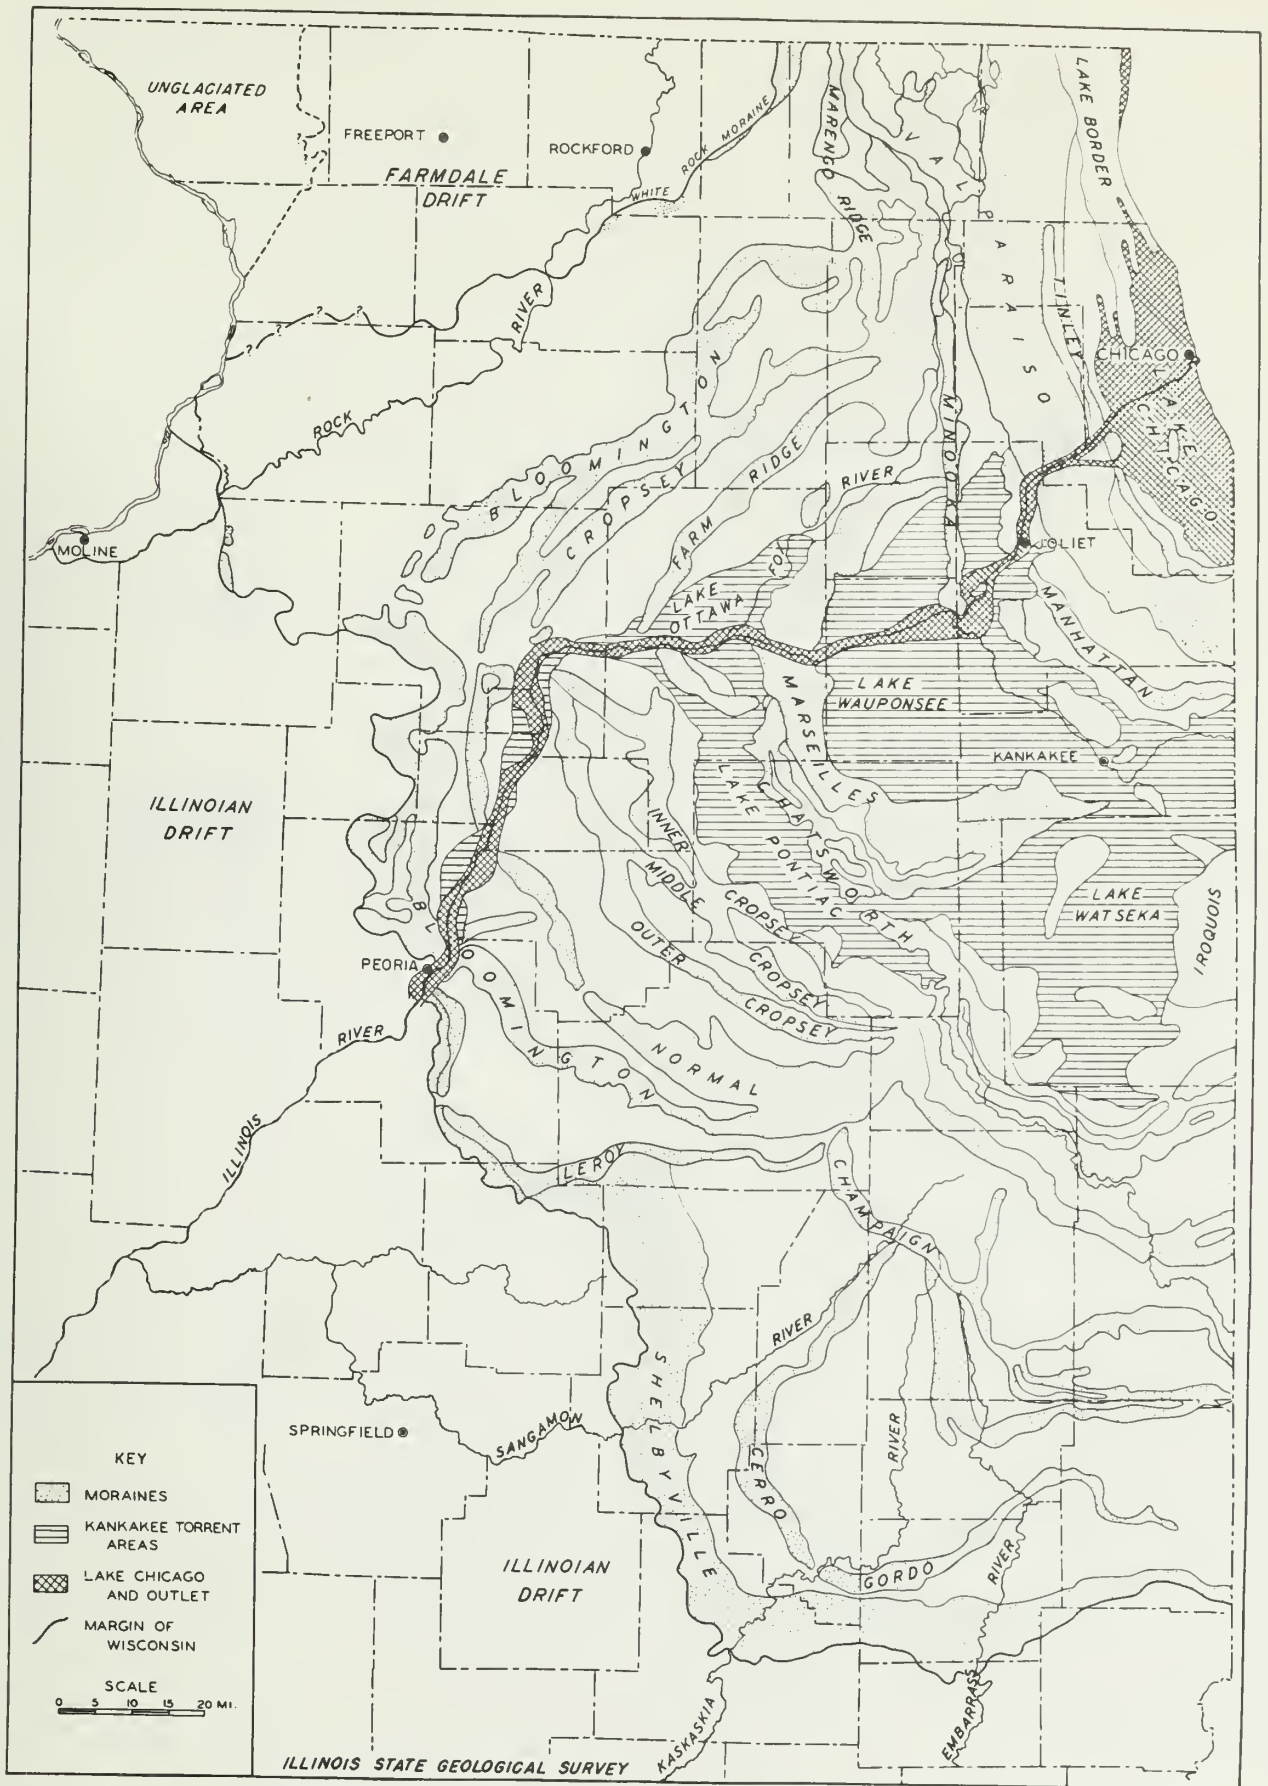 UNGLACIATED
AREA
FREEPORT
ROCKFORD
FARMDALE
DRIFT
WHITE ROCK MORAINE
MARENGO RIDGE
VALPARAISO
LAKE BORDER
TINLEY
CHICAGO
LAKE
CHICAGO
RIVER
ROCK
BLOOMINGTON
CROPSEY
FARM RIDGE
MINOOKA
FOX RIVER
MOLINE
JOLIET
LAKE
OTTAWA
MANHATTAN
LAKE
WAUPONSEE
MARSEILLES
KANKAKEE
ILLINOIAN
DRIFT
CHATSWORTH
LAKE PONTIAC
INNER CROPSEY
MIDDLE CROPSEY
OUTER CROPSEY
LAKE
WATSEKA
IROQUOIS
PEORIA
BLOOMINGTON
NORMAL
ILLINOIS RIVER
LEROY
CHAMPAIGN
RIVER
SHELBYVILLE
SPRINGFIELD
SANGAMON
CERRO
GORDO
RIVER
RIVER
ILLINOIAN
DRIFT
KASKASKIA
EMBARRASS
KEY
MORAINES
KANKAKEE TORRENT
AREAS
LAKE CHICAGO
AND OUTLET
MARGIN OF
WISCONSIN
SCALE
0 5 10 15 20 MI.
ILLINOIS STATE GEOLOGICAL SURVEY
? ? ? ?